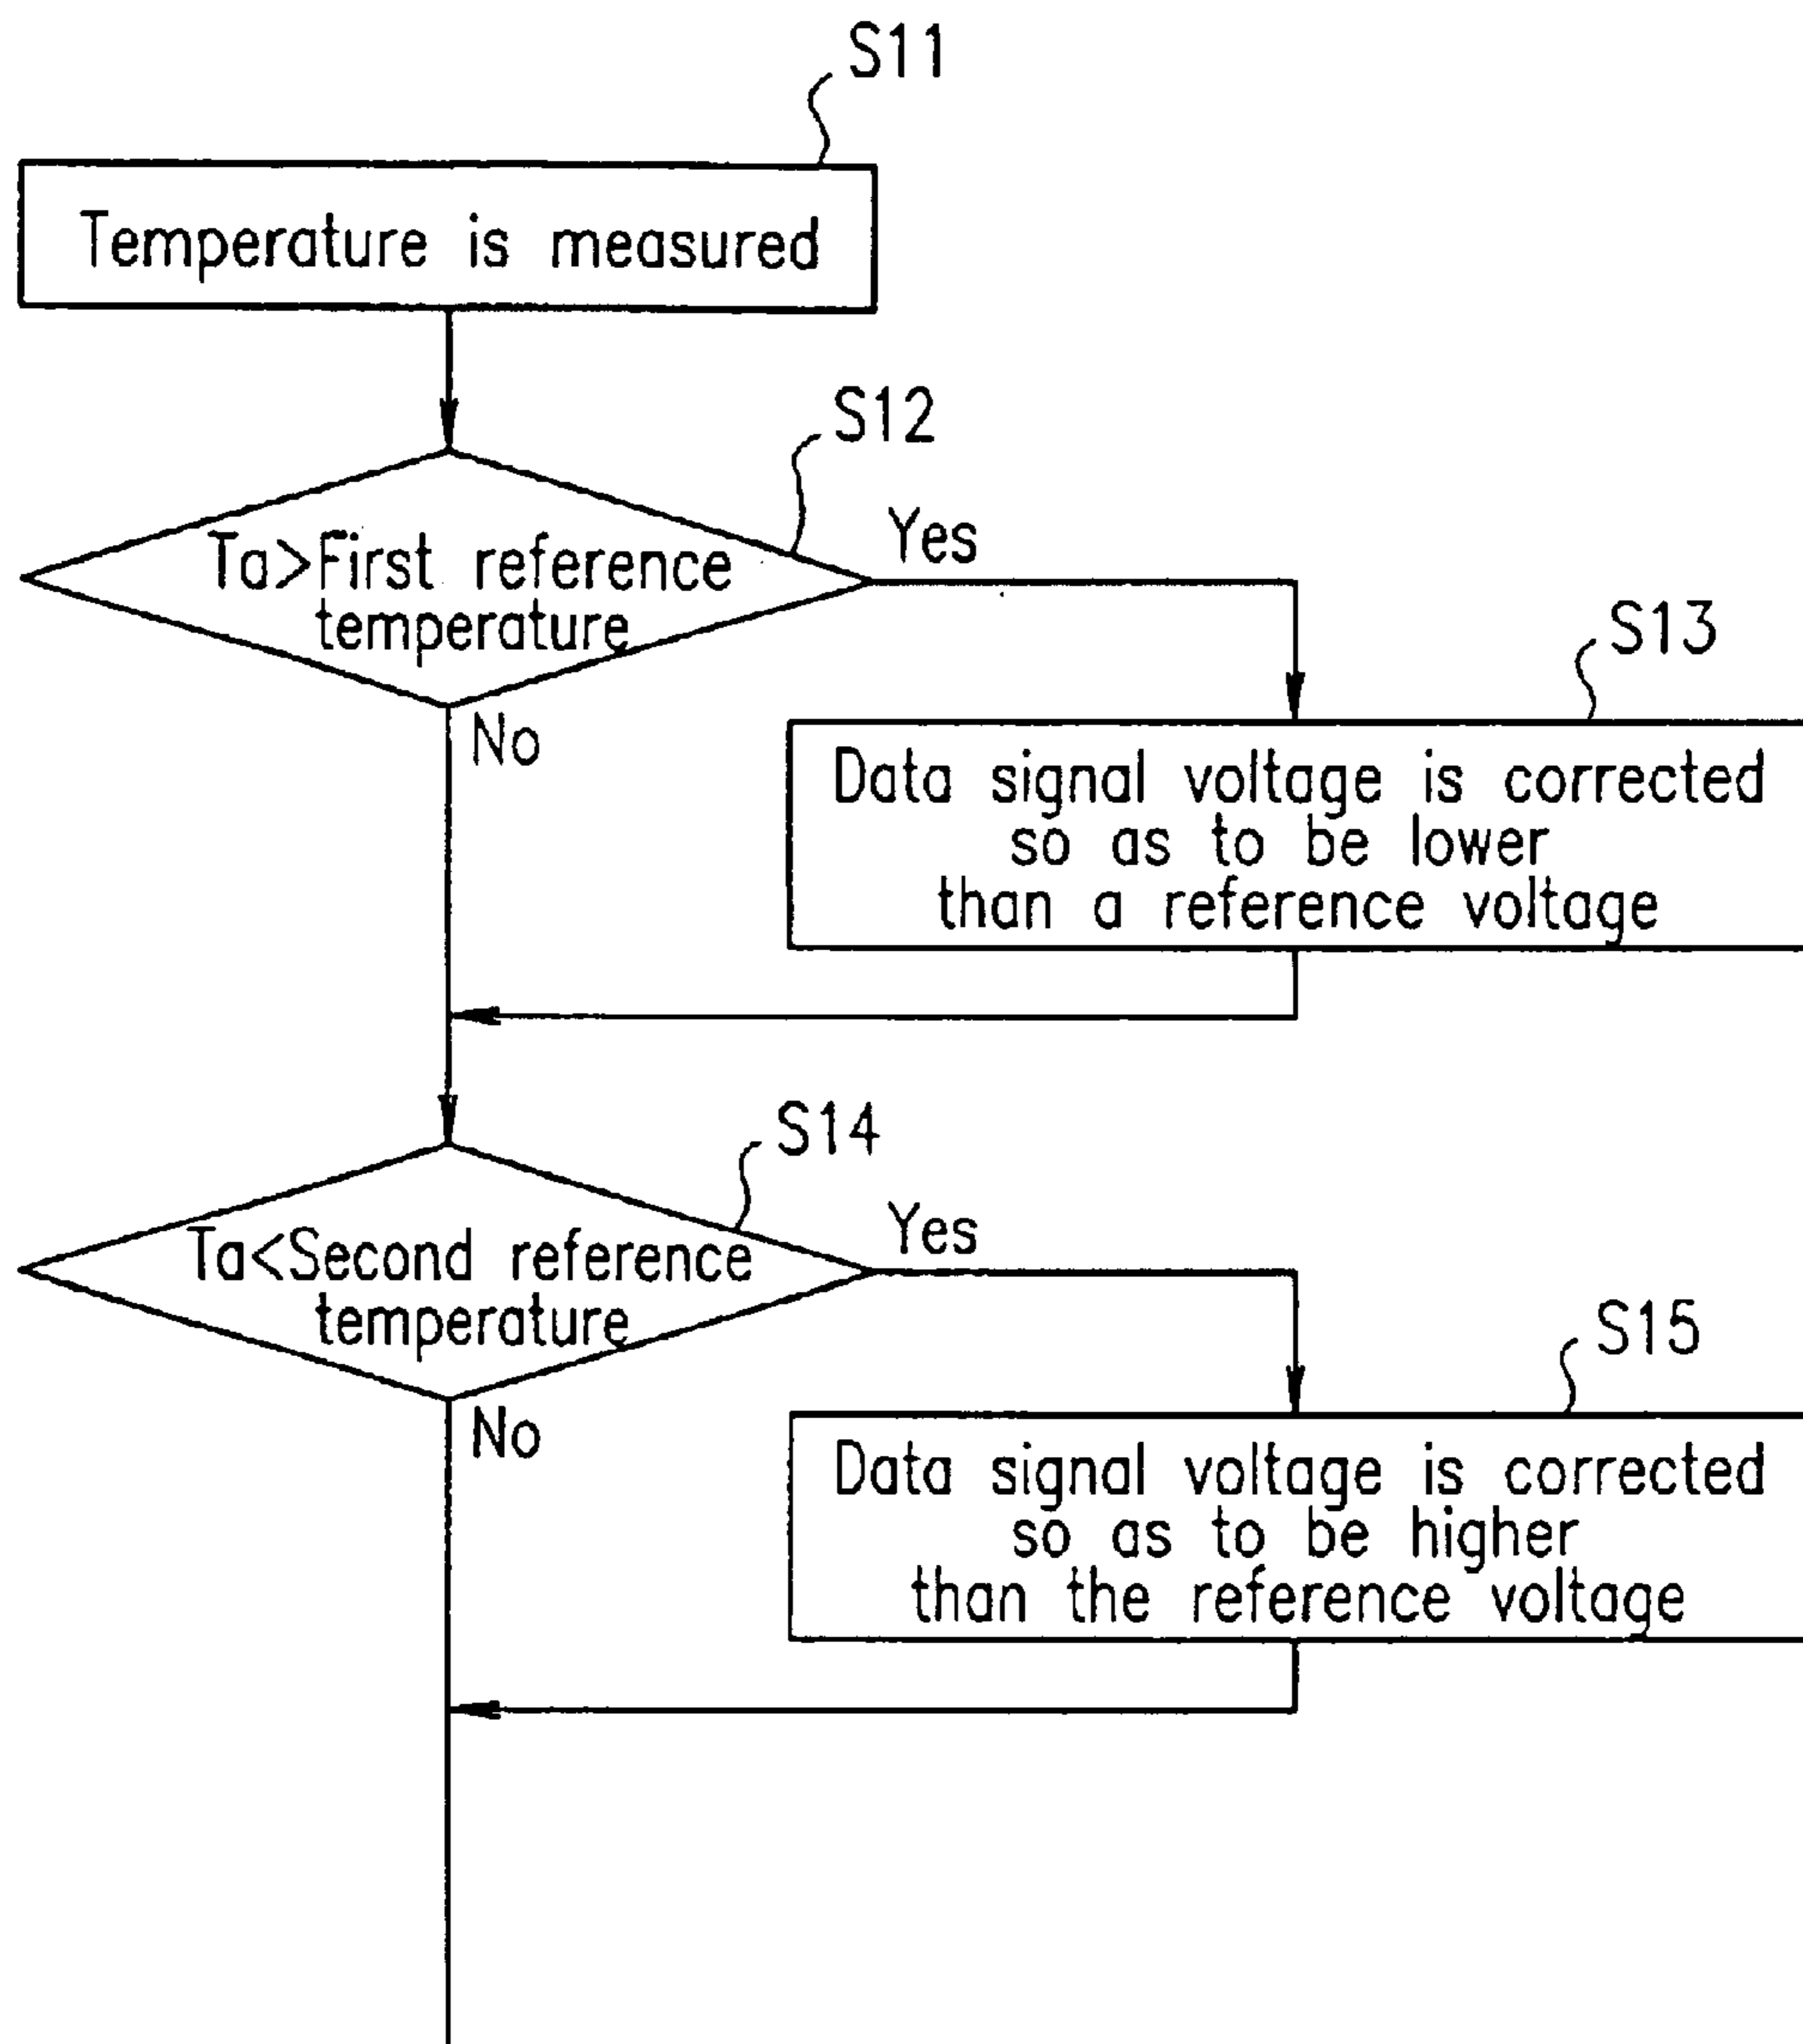 S11
Temperature is measured
S12
Ta>First reference
temperature
Yes
No
S13
Data signal voltage is corrected
so as to be lower
than a reference voltage
S14
Ta<Second reference
temperature
Yes
No
S15
Data signal voltage is corrected
so as to be higher
than the reference voltage